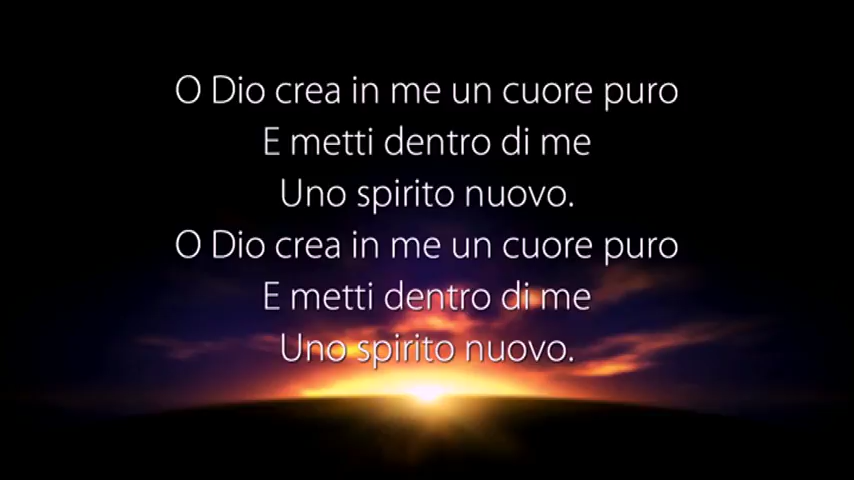 O Dio crea in me un cuore puro
E metti dentro di me
Uno spirito nuovo.
O Dio crea in me un cuore puro
E metti dentro di me
Uno spirito nuovo.